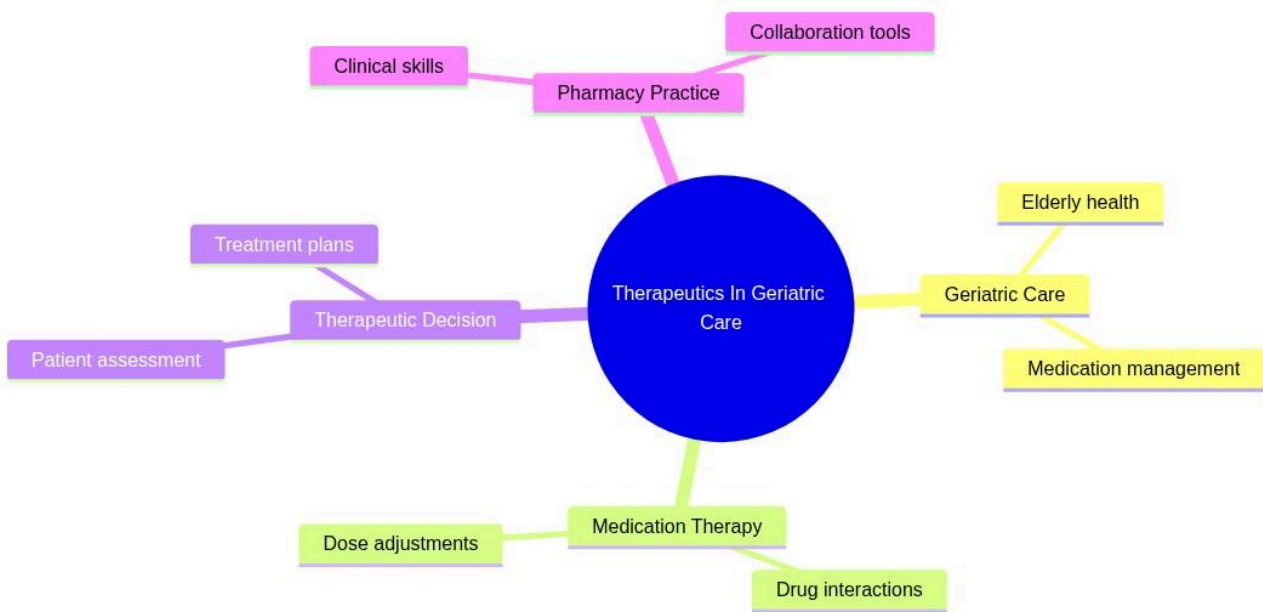 Collaboration tools
Clinical skills
Pharmacy Practice
Elderly health
Treatment plans
Therapeutics In Geriatric
Care
Geriatric Care
Therapeutic Decision
Patient assessment
Medication management
Medication Therapy
Dose adjustments
Drug interactions